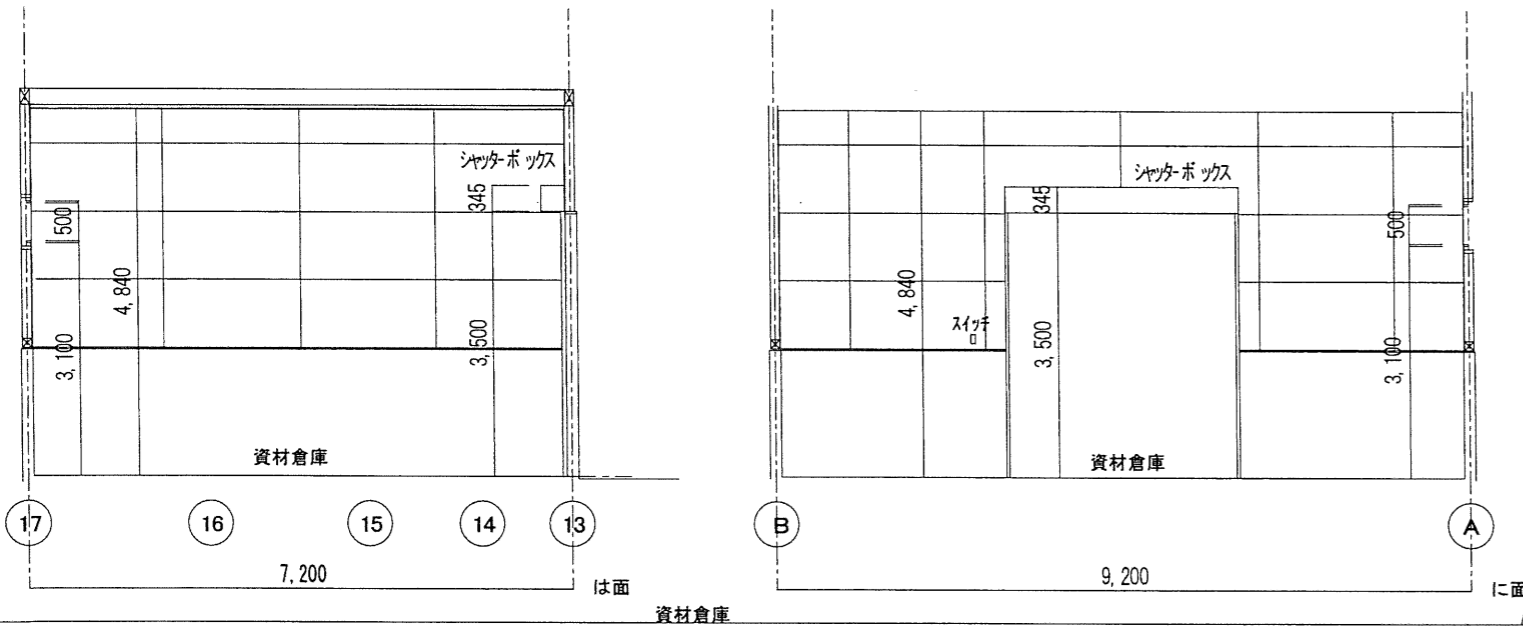 シャッターボックス
345
500
4,840
3,100
3,500
資材倉庫
17
16
15
14
13
7,200
は面
シャッターボックス
345
500
4,840
スイッチ
3,500
3,100
資材倉庫
B
A
9,200
に面
資材倉庫